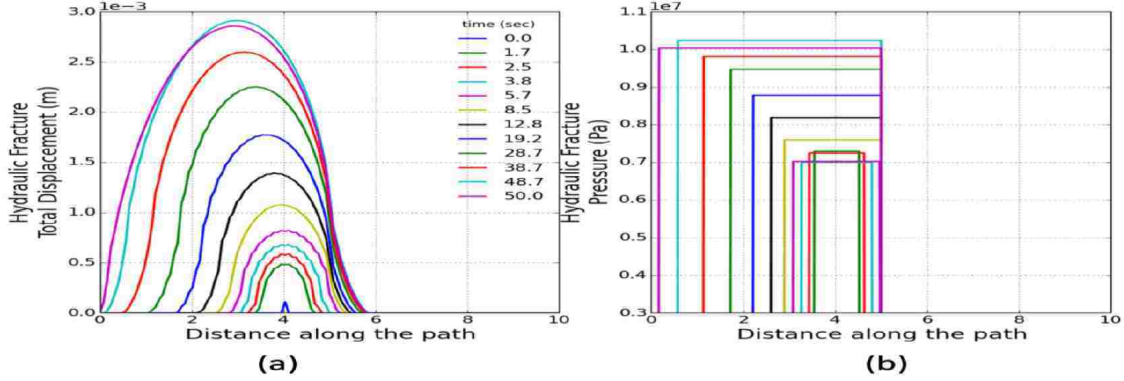 1e−3
3.0
2.5
2.0
1.5
1.0
0.5
0.0
Hydraulic Fracture
Total Displacement (m)
0 2 4 6 8 10
Distance along the path
time (sec)
0.0
1.7
2.5
3.8
5.7
8.5
12.8
19.2
28.7
38.7
48.7
50.0
(a)
1e7
1.1
1.0
0.9
0.8
0.7
0.6
0.5
0.4
0.3
Hydraulic Fracture
Pressure (Pa)
0 2 4 6 8 10
Distance along the path
(b)